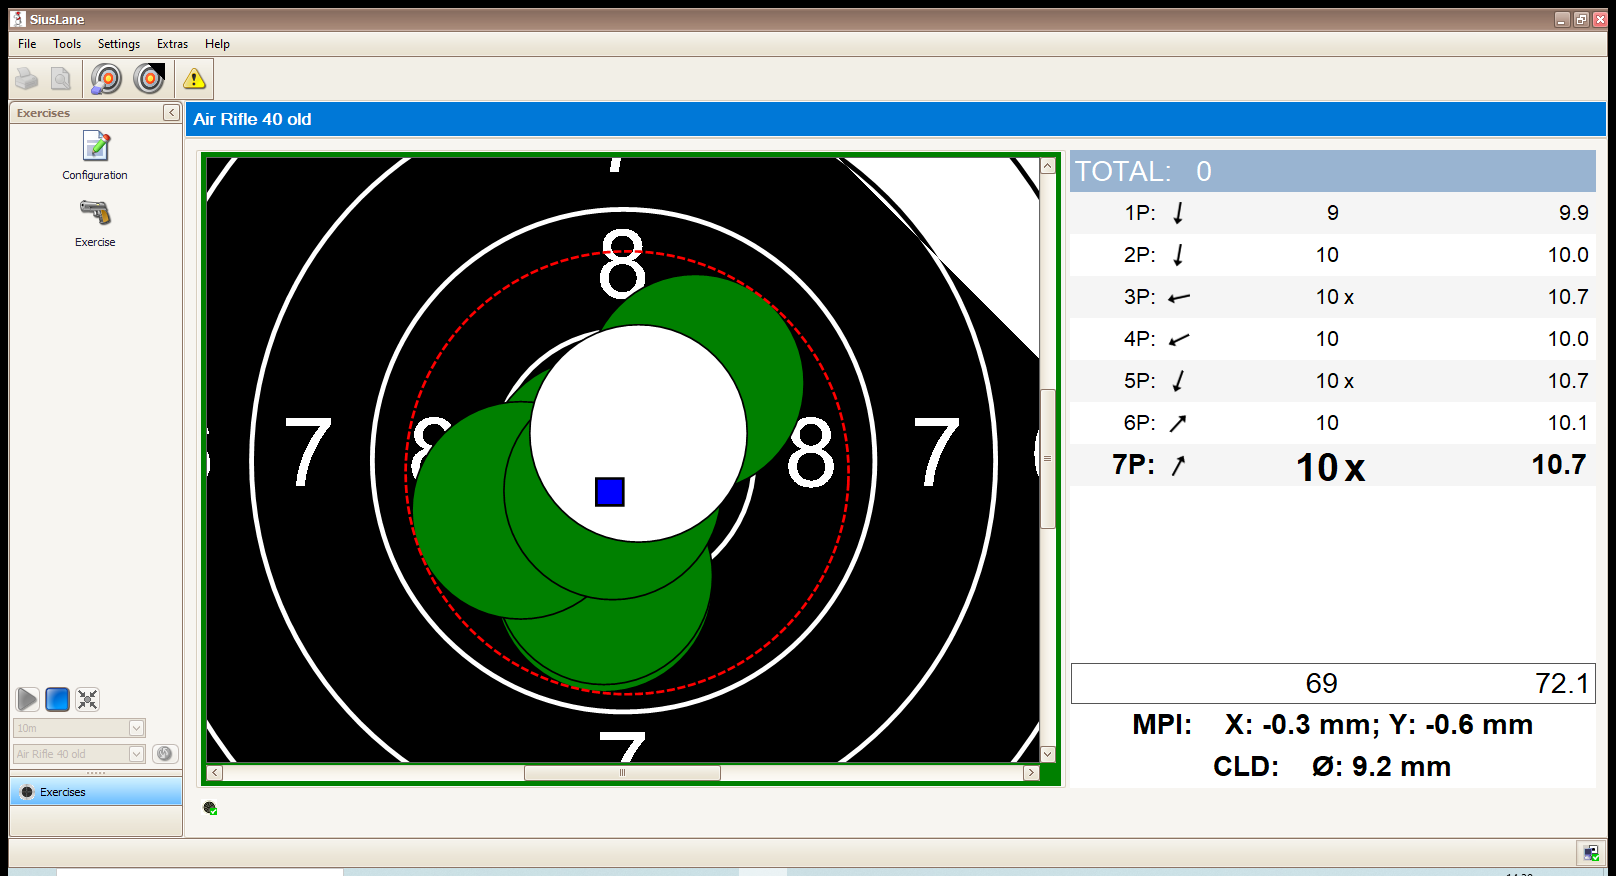 SiusLane
File Tools Settings Extras Help
Exercises
Configuration
Exercise
10m
Air Rifle 40 old
Exercises
Air Rifle 40 old
7
8
7 8 8 7
7
TOTAL: 0
1P: 9 9.9
2P: 10 10.0
3P: 10 x 10.7
4P: 10 10.0
5P: 10 x 10.7
6P: 10 10.1
7P: 10 x 10.7
69 72.1
MPI: X: -0.3 mm; Y: -0.6 mm
CLD: Ø: 9.2 mm